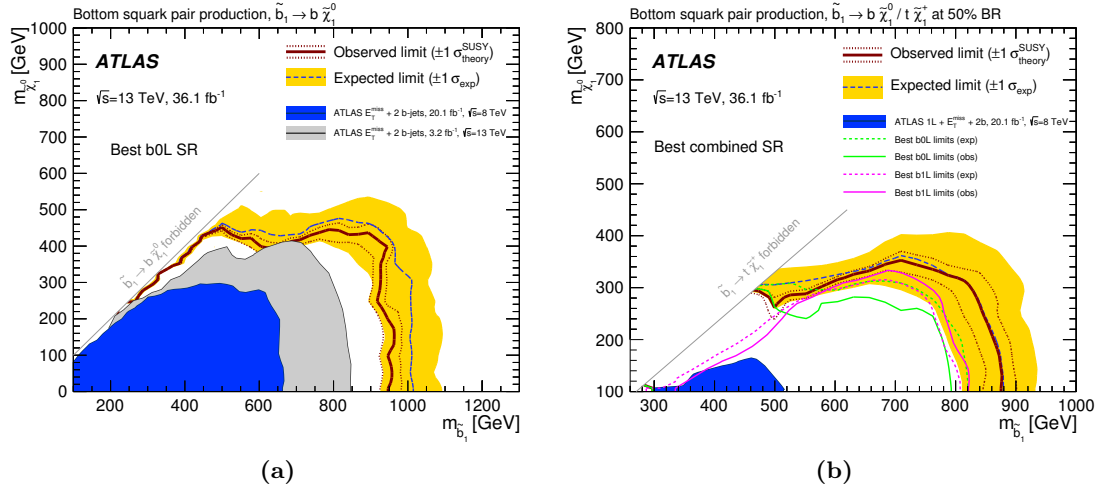 Bottom squark pair production, b̃₁ → b χ̃₁⁰
m_χ̃₁⁰ [GeV]
ATLAS
√s=13 TeV, 36.1 fb⁻¹
Best b0L SR
Observed limit (±1 σ_theory^SUSY)
Expected limit (±1 σ_exp)
ATLAS E_T^miss + 2 b-jets, 20.1 fb⁻¹, √s=8 TeV
ATLAS E_T^miss + 2 b-jets, 3.2 fb⁻¹, √s=13 TeV
b̃₁ → b χ̃₁⁰ forbidden
900
800
700
600
500
400
300
200
100
0
200 400 600 800 1000 1200
m_b̃₁ [GeV]
(a)
Bottom squark pair production, b̃₁ → b χ̃₁⁰ / t χ̃₁⁺ at 50% BR
m_χ̃₁⁰ [GeV]
ATLAS
√s=13 TeV, 36.1 fb⁻¹
Best combined SR
Observed limit (±1 σ_theory^SUSY)
Expected limit (±1 σ_exp)
ATLAS 1L + E_T^miss + 2b, 20.1 fb⁻¹, √s=8 TeV
Best b0L limits (exp)
Best b0L limits (obs)
Best b1L limits (exp)
Best b1L limits (obs)
b̃₁ → t χ̃₁⁺ forbidden
800
700
600
500
400
300
200
100
300 400 500 600 700 800 900 1000
m_b̃₁ [GeV]
(b)